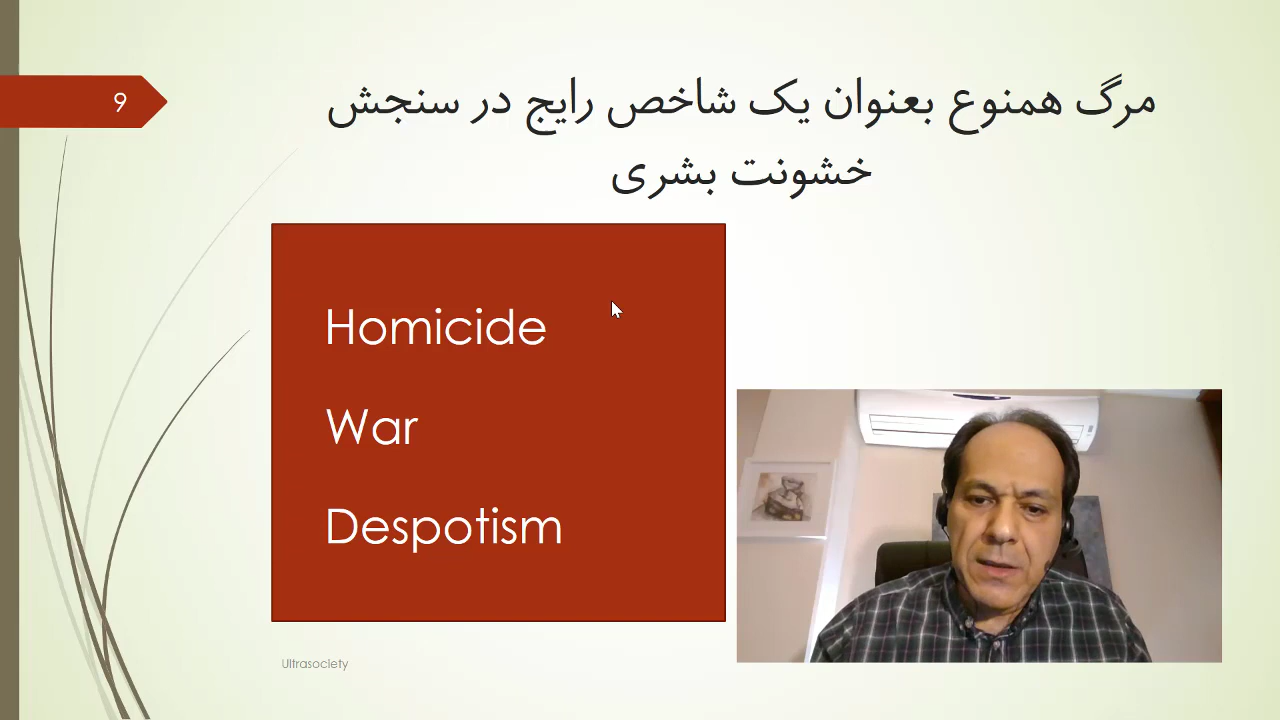 9
مرگ همنوع بعنوان یک شاخص رایج در سنجش
خشونت بشری
Homicide
War
Despotism
Ultrasociety